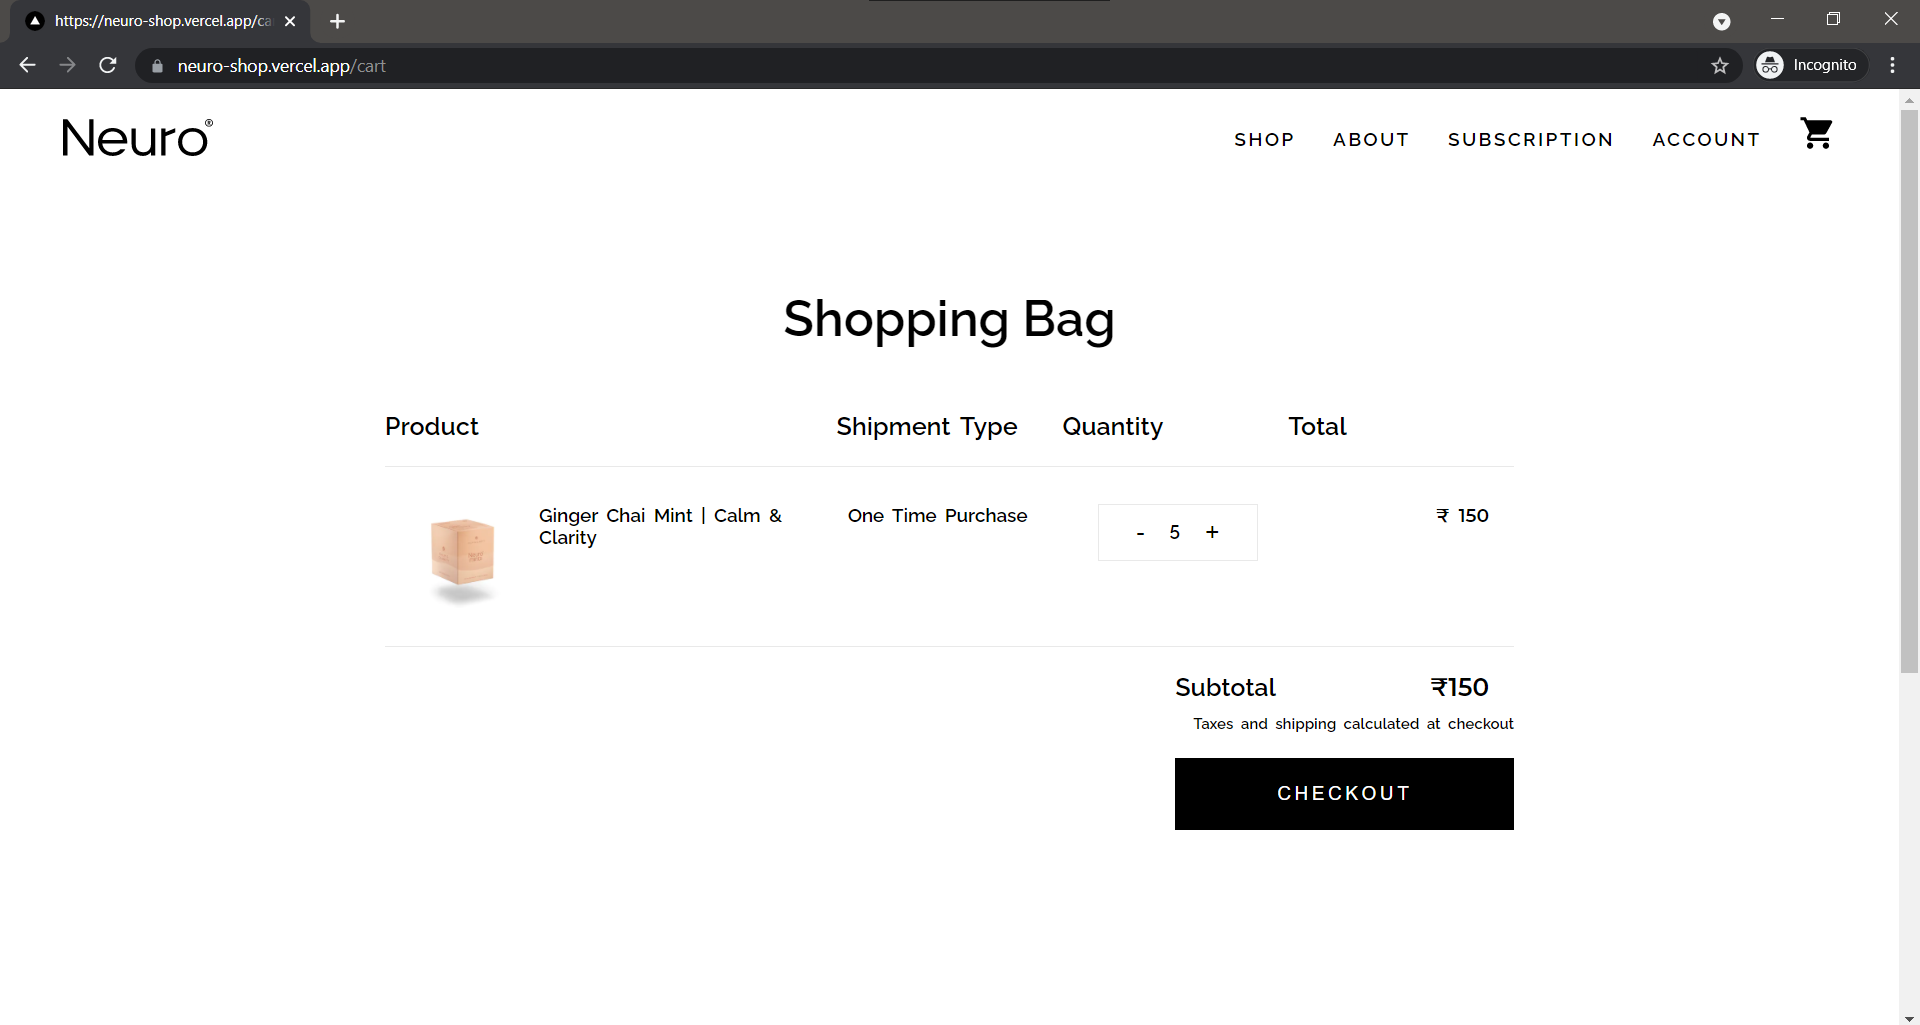 https://neuro-shop.vercel.app/ca
neuro-shop.vercel.app/cart
Incognito
Neuro®
SHOP ABOUT SUBSCRIPTION ACCOUNT
Shopping Bag
Product Shipment Type Quantity Total
Ginger Chai Mint | Calm & One Time Purchase - 5 + ₹ 150
Clarity
Subtotal ₹150
Taxes and shipping calculated at checkout
CHECKOUT